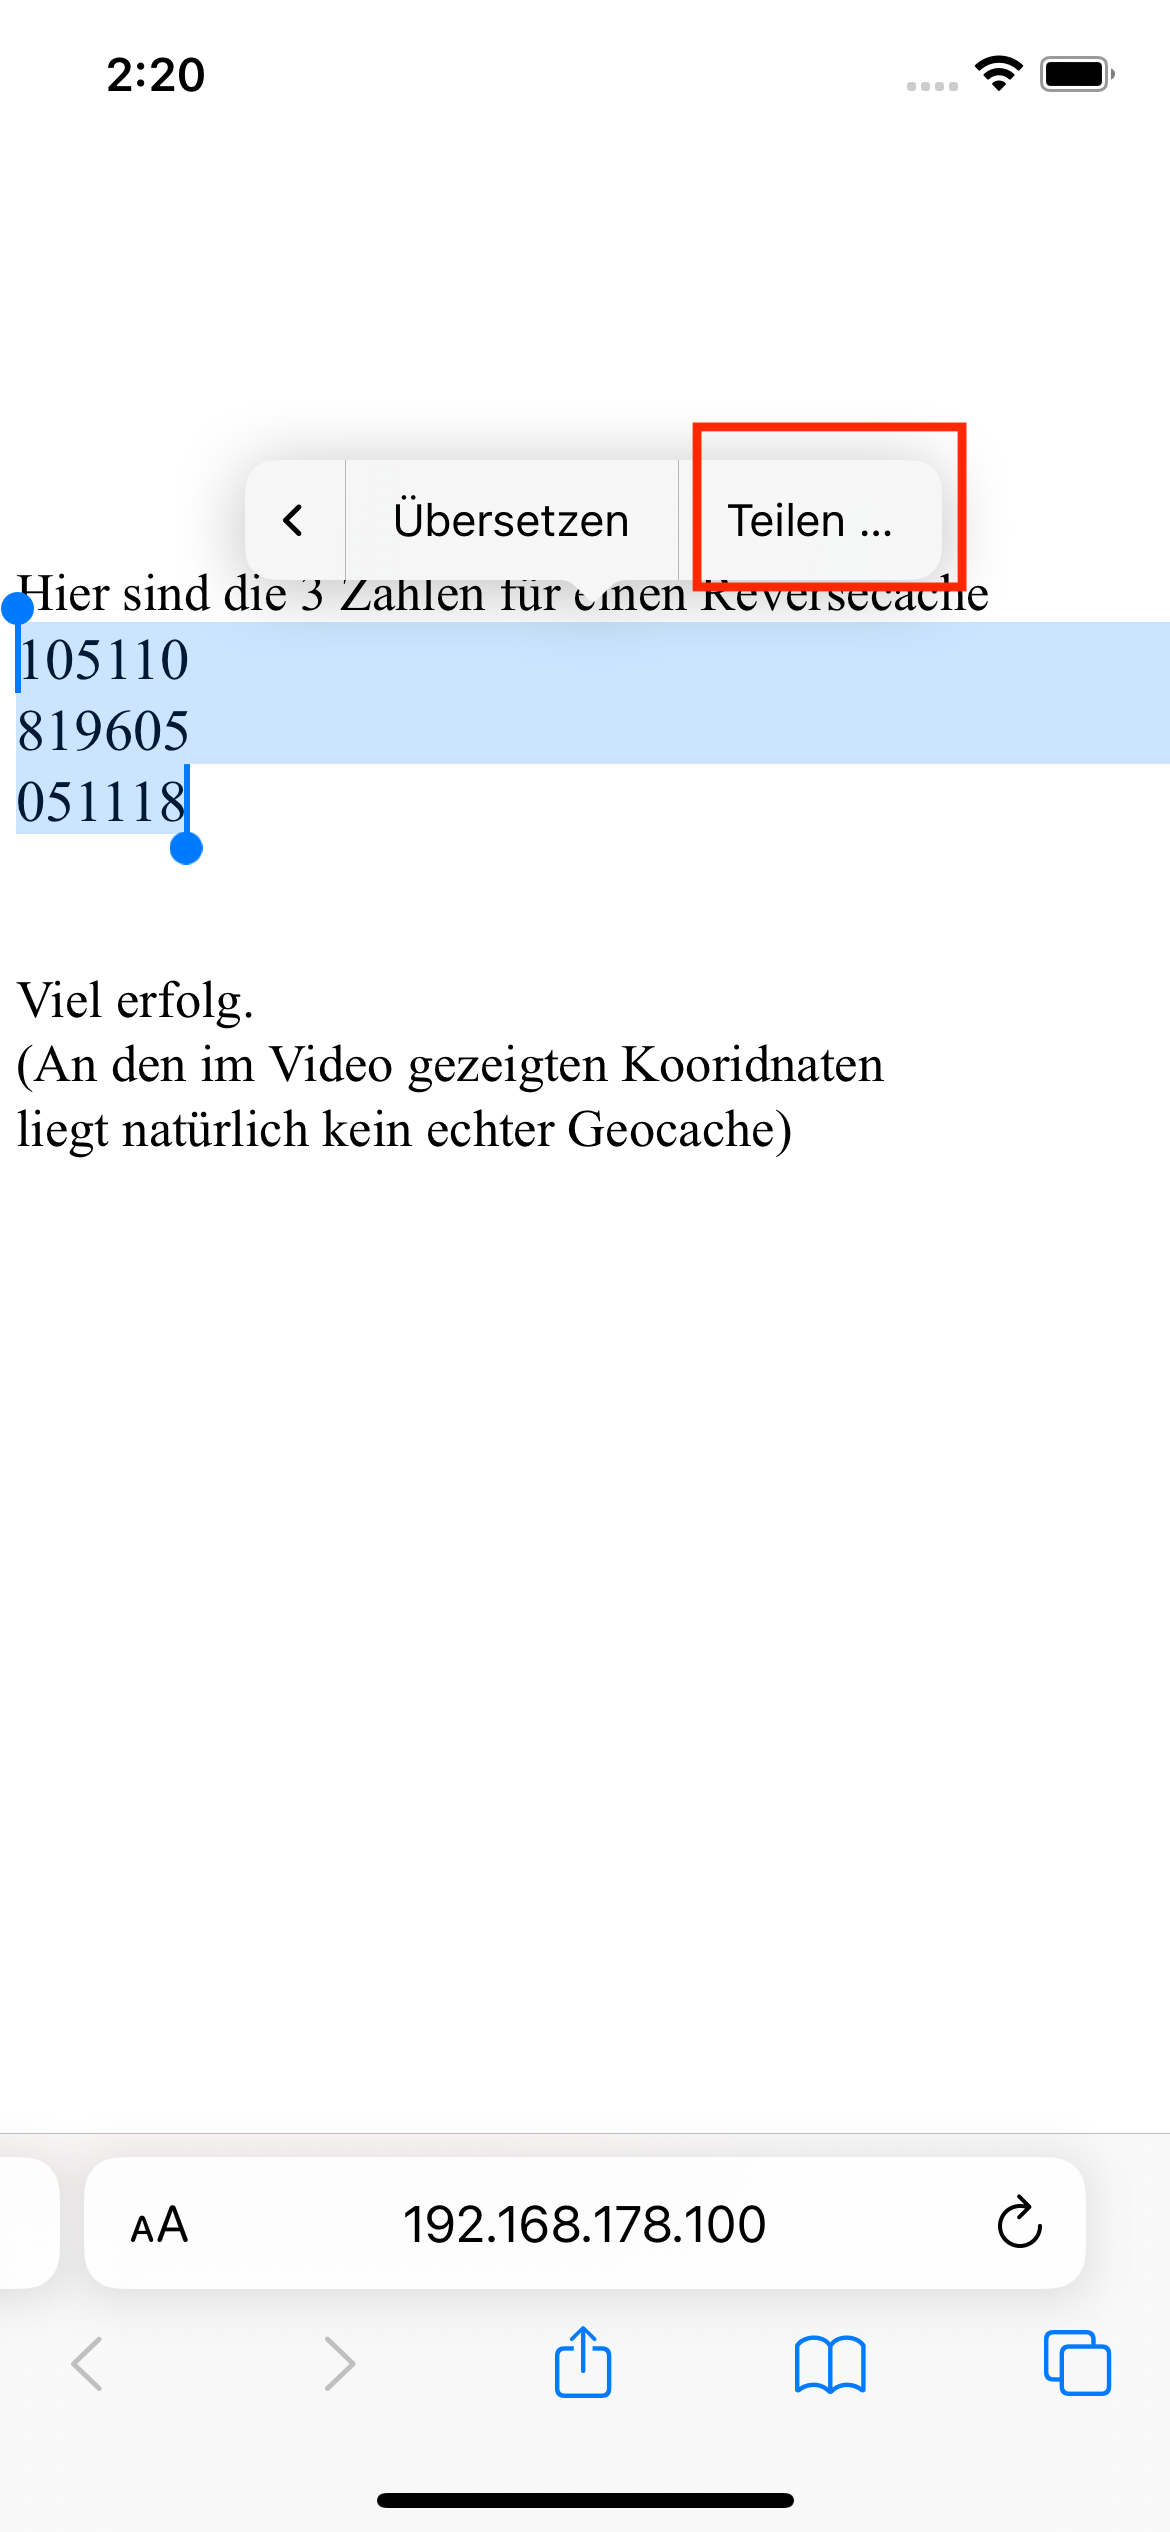 2:20
Übersetzen Teilen ...
Hier sind die 3 Zahlen für einen Reversecache
105110
819605
051118
Viel erfolg.
(An den im Video gezeigten Kooridnaten
liegt natürlich kein echter Geocache)
AA 192.168.178.100